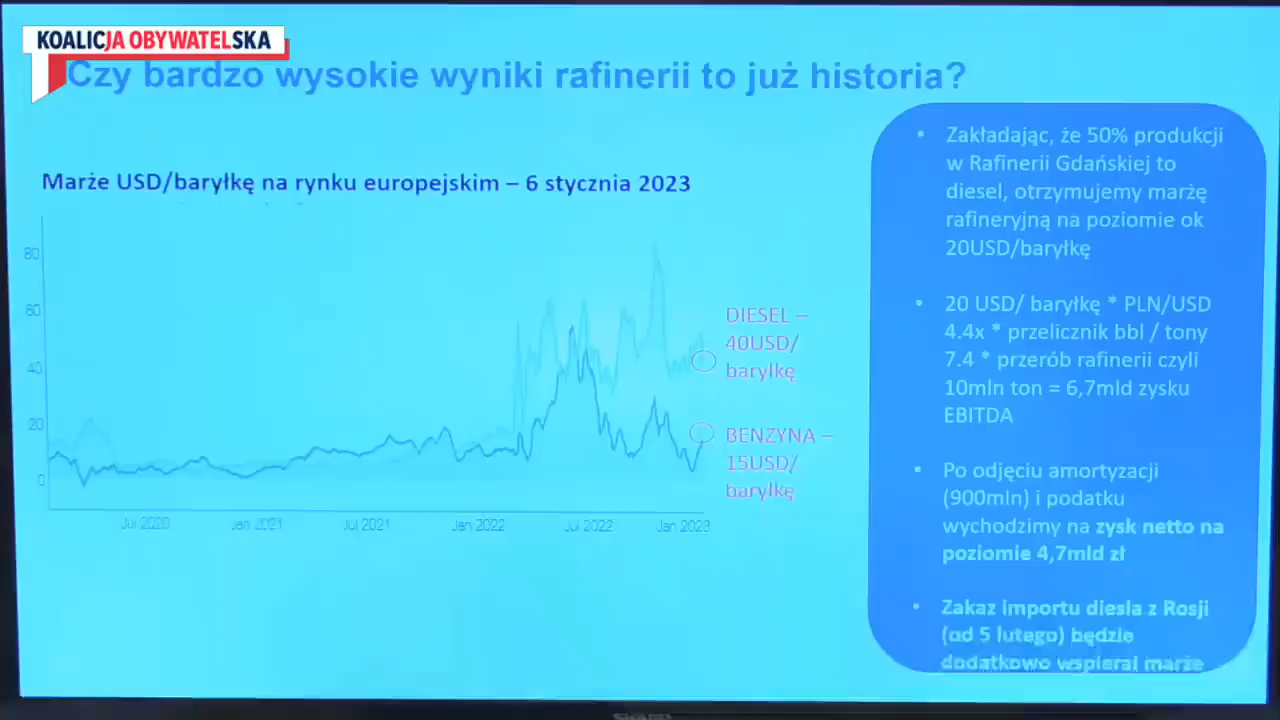 KOALICJA OBYWATELSKA
Czy bardzo wysokie wyniki rafinerii to już historia?
Marże USD/baryłkę na rynku europejskim – 6 stycznia 2023
80
60
40
20
0
Jul 2020
Jan 2021
Jul 2021
Jan 2022
Jul 2022
Jan 2023
DIESEL –
40USD/
baryłkę
BENZYNA –
15USD/
baryłkę
• Zakładając, że 50% produkcji
w Rafinerii Gdańskiej to
diesel, otrzymujemy marżę
rafineryjną na poziomie ok
20USD/baryłkę
• 20 USD/ baryłkę * PLN/USD
4.4x * przelicznik bbl / tony
7.4 * przerób rafinerii czyli
10mln ton = 6,7mld zysku
EBITDA
• Po odjęciu amortyzacji
(900mln) i podatku
wychodzimy na zysk netto na
poziomie 4,7mld zł
• Zakaz importu diesla z Rosji
(od 5 lutego) będzie
dodatkowo wspierał marże